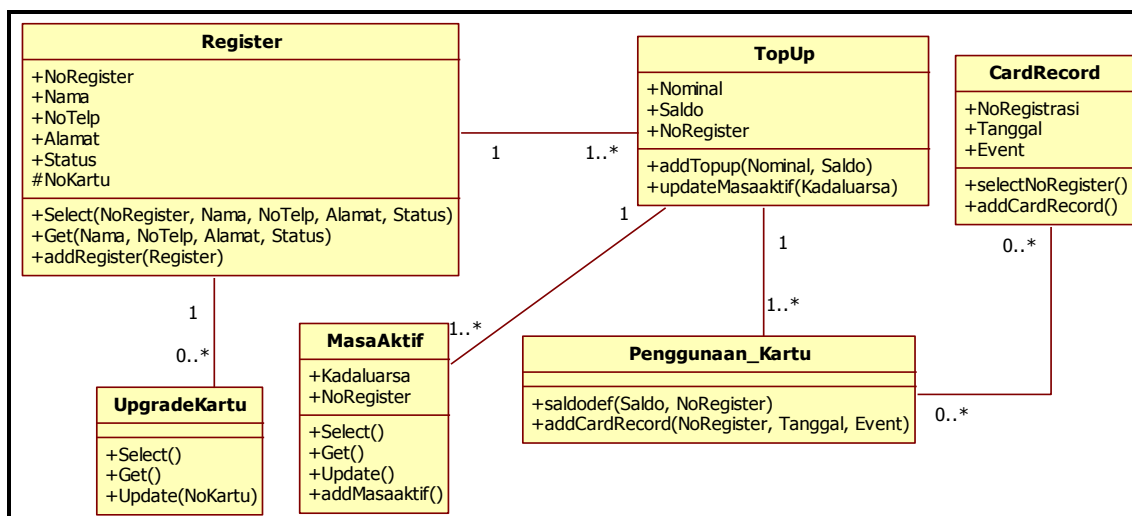 Register
+NoRegister
+Nama
+NoTelp
+Alamat
+Status
#NoKartu
+Select(NoRegister, Nama, NoTelp, Alamat, Status)
+Get(Nama, NoTelp, Alamat, Status)
+addRegister(Register)
1
1..*
TopUp
+Nominal
+Saldo
+NoRegister
+addTopup(Nominal, Saldo)
+updateMasaaktif(Kadaluarsa)
CardRecord
+NoRegistrasi
+Tanggal
+Event
+selectNoRegister()
+addCardRecord()
1
0..*
1
1..*
1
1..*
0..*
0..*
UpgradeKartu
+Select()
+Get()
+Update(NoKartu)
MasaAktif
+Kadaluarsa
+NoRegister
+Select()
+Get()
+Update()
+addMasaaktif()
Penggunaan_Kartu
+saldodef(Saldo, NoRegister)
+addCardRecord(NoRegister, Tanggal, Event)